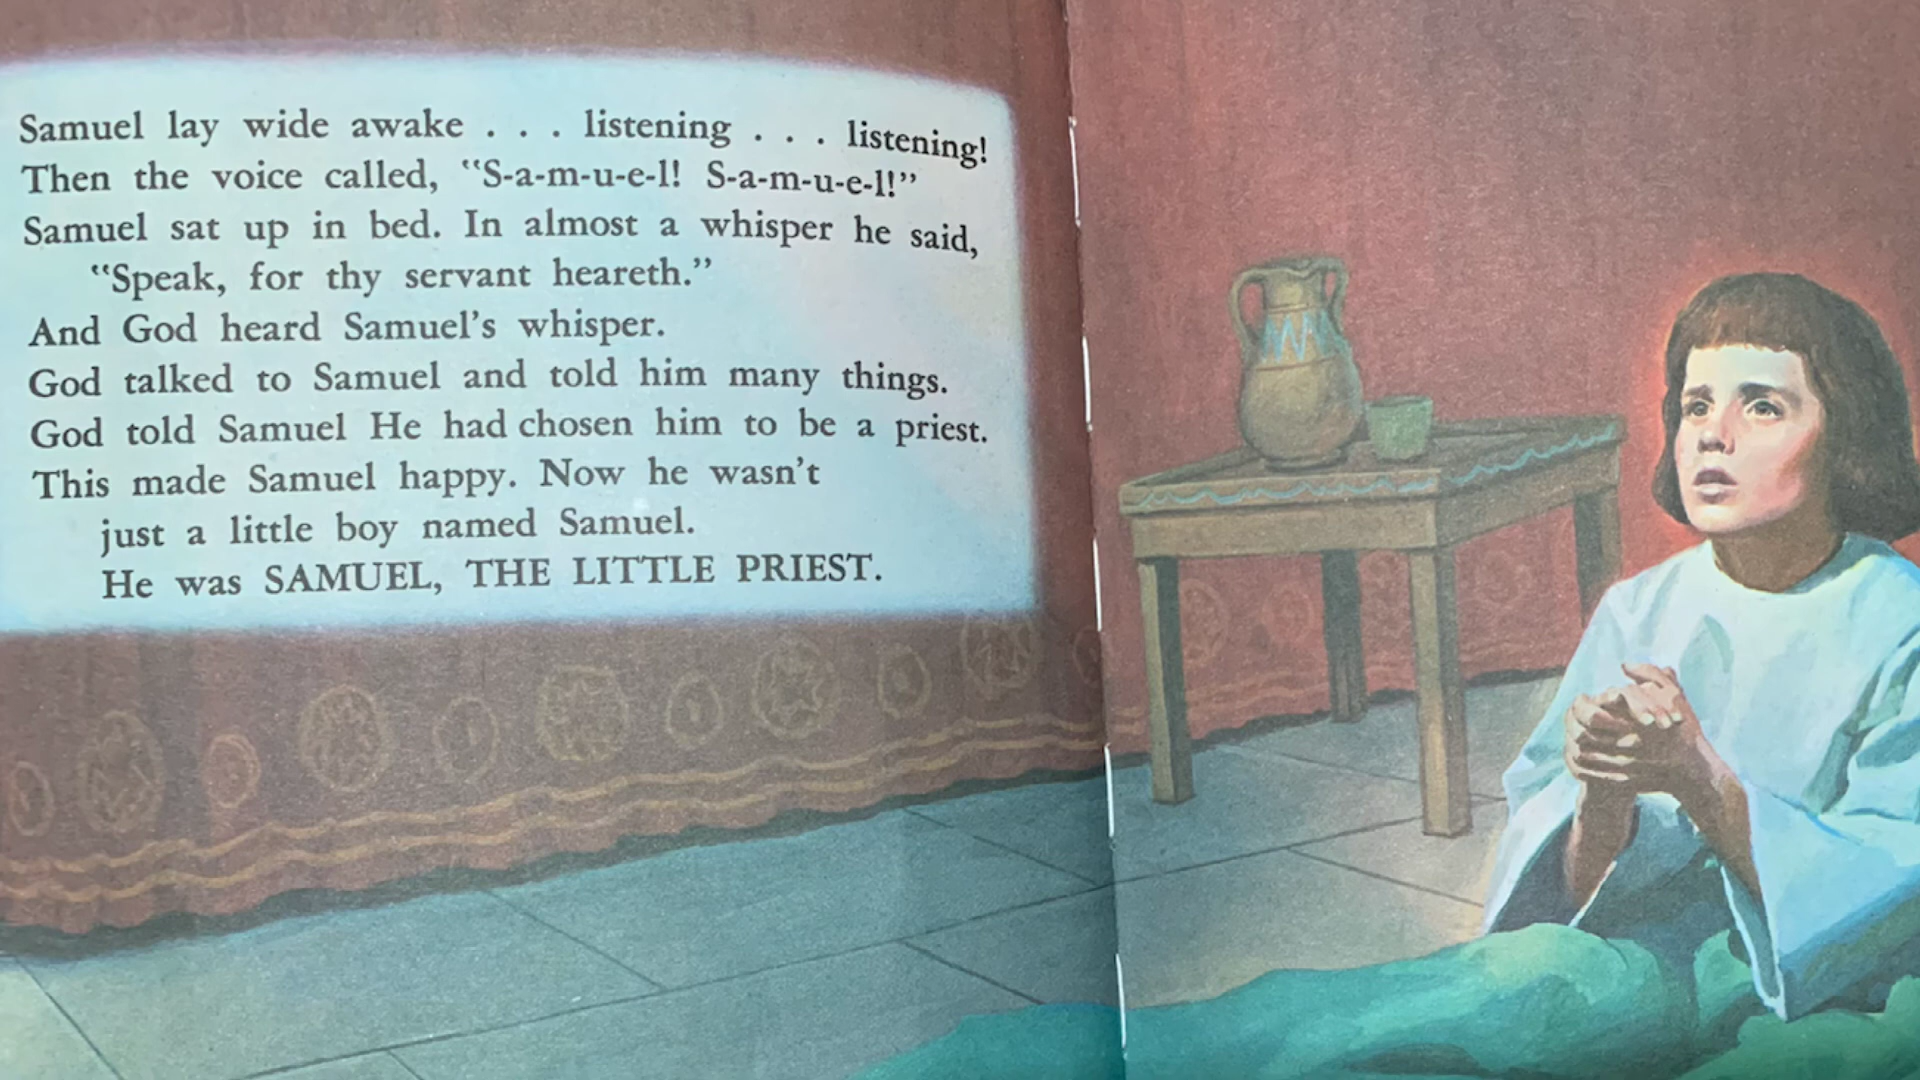 Samuel lay wide awake . . . listening . . . listening!
Then the voice called, "S-a-m-u-e-l! S-a-m-u-e-l!"
Samuel sat up in bed. In almost a whisper he said,
"Speak, for thy servant heareth."
And God heard Samuel's whisper.
God talked to Samuel and told him many things.
God told Samuel He had chosen him to be a priest.
This made Samuel happy. Now he wasn't
just a little boy named Samuel.
He was SAMUEL, THE LITTLE PRIEST.